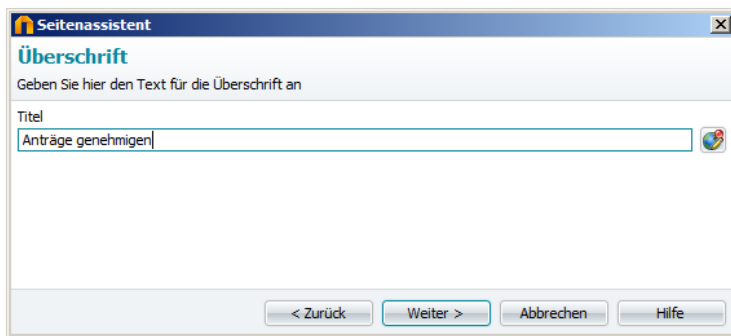 Seitenassistent
Überschrift
Geben Sie hier den Text für die Überschrift an
Titel
Anträge genehmigen
< Zurück Weiter > Abbrechen Hilfe